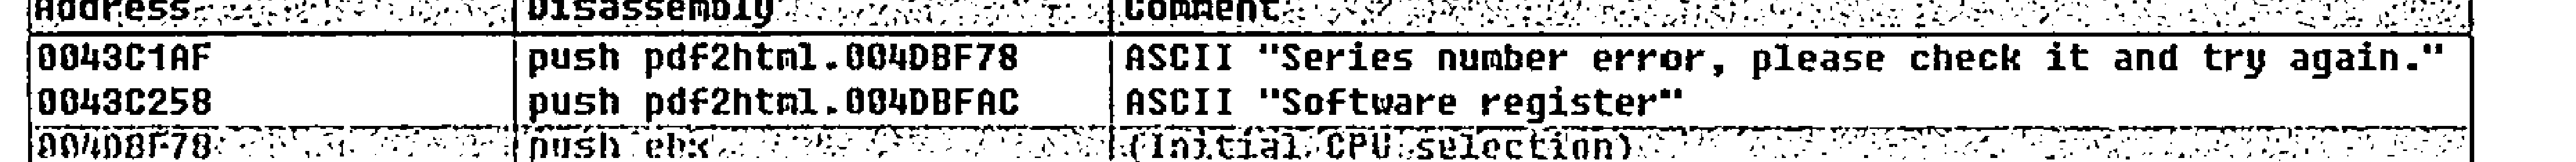 Address Disassembly Comment
0043C1AF push pdf2html.004DBF78 ASCII "Series number error, please check it and try again."
0043C258 push pdf2html.004DBFAC ASCII "Software register"
004DBF78 push ebx (Initial CPU selection)